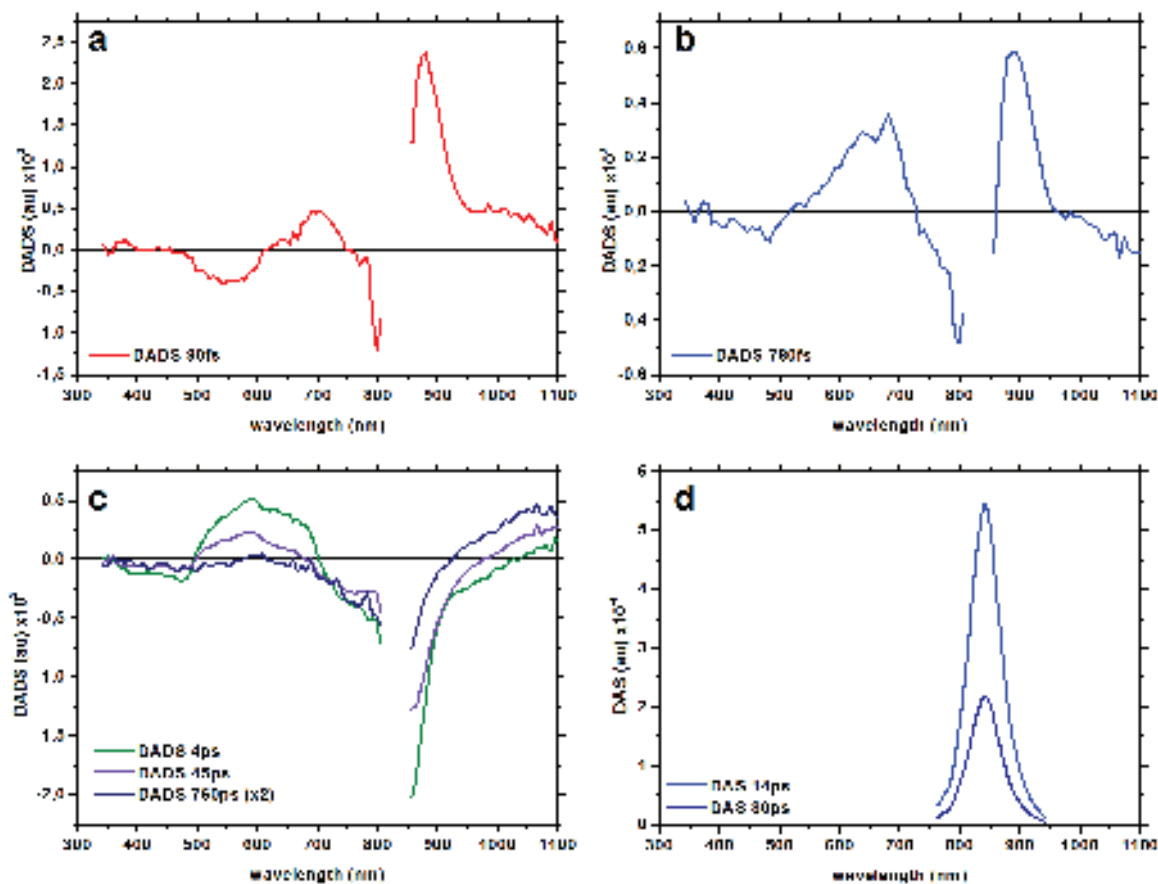 a
2,5
2,0
1,5
1,0
0,5
0,0
-0,5
1,0
-1,5
DADS (au) x10³
DADS 90fs
300 400 500 600 700 800 900 1000 1100
wavelength (nm)
b
0.6
0.4
0.2
0.0
0.2
0.4
-0.6
DADS (au) x10³
DADS 780fs
300 400 500 600 700 800 900 1000 1100
wavelength (nm)
c
0.5
0.0
-0.5
1.0
1.5
-2.0
DADS (au) x10³
DADS 4ps
DADS 45ps
DADS 760ps (x2)
300 400 500 600 700 800 900 1000 1100
wavelength (nm)
d
6
5
4
3
2
1
0
DAS (au)
DAS 14ps
DAS 80ps
300 400 500 600 700 800 900 1000 1100
wavelength (nm)